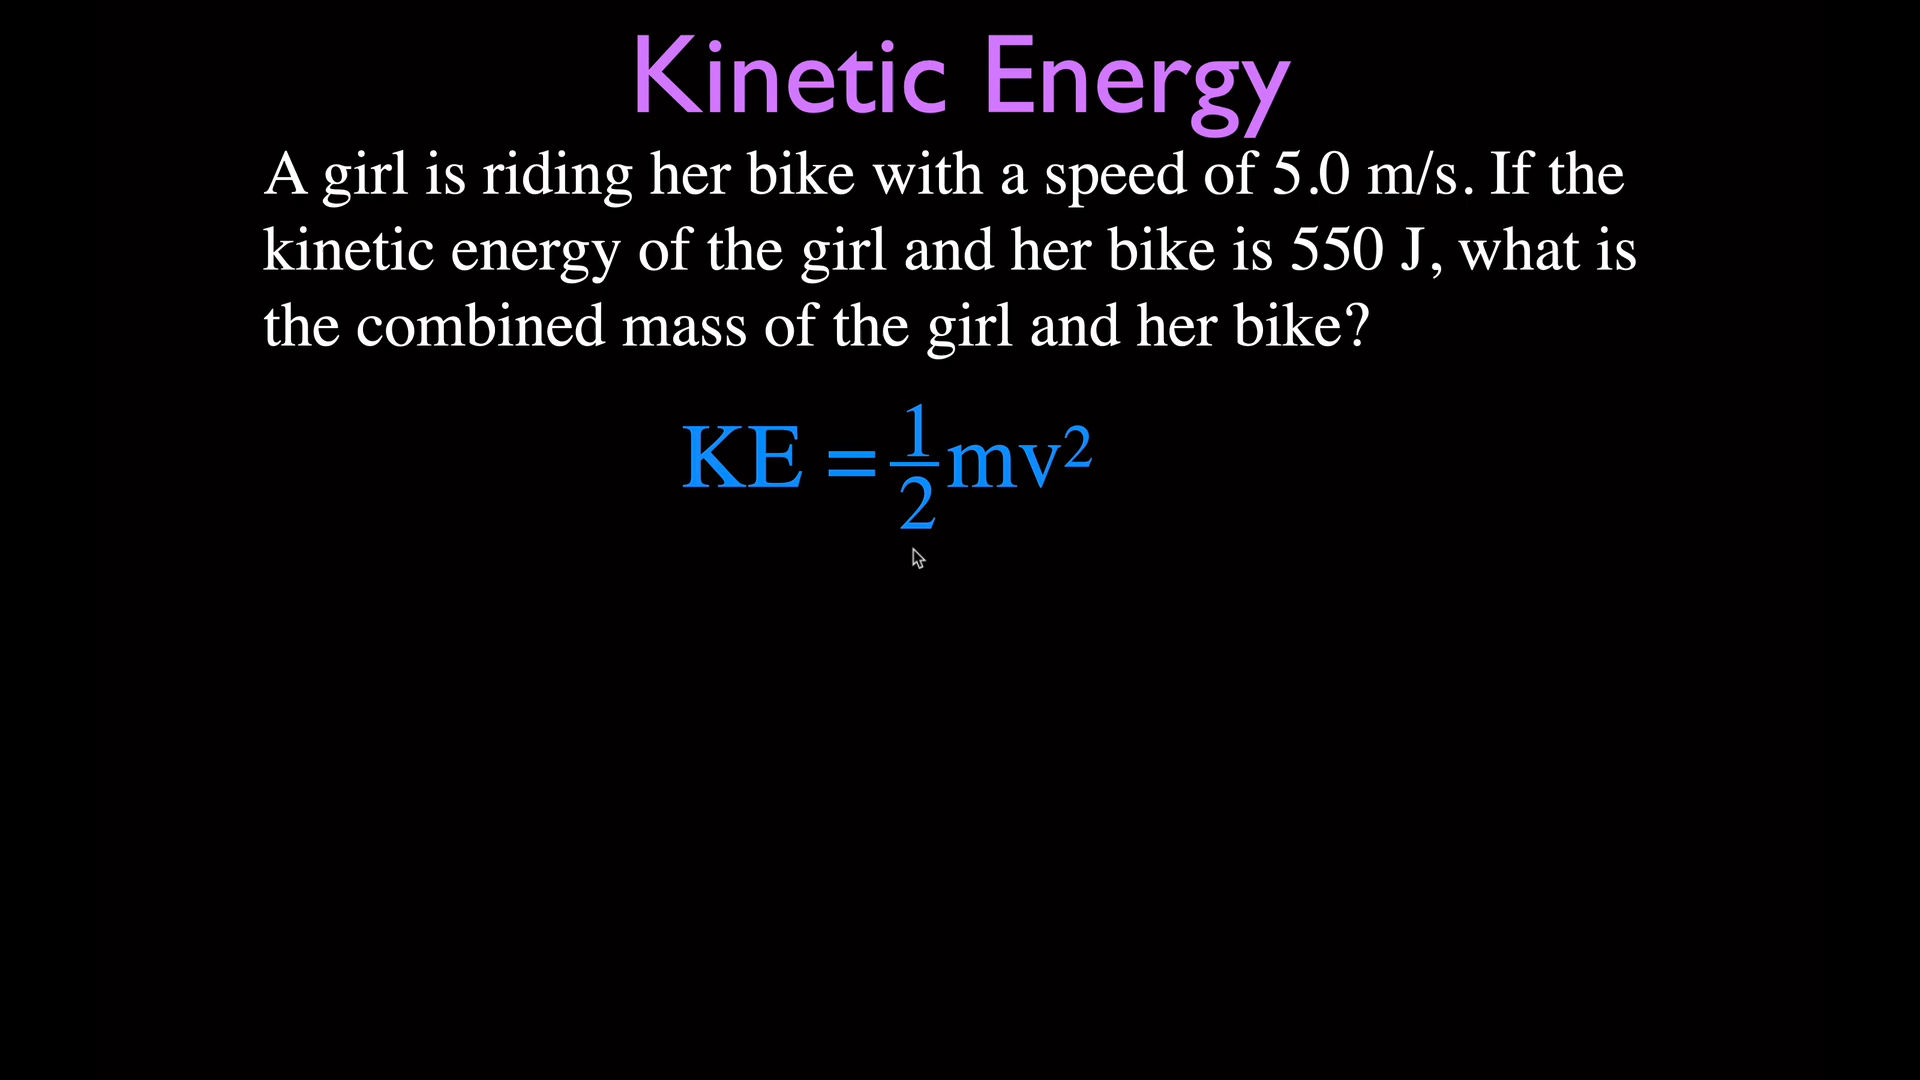 Kinetic Energy
A girl is riding her bike with a speed of 5.0 m/s. If the
kinetic energy of the girl and her bike is 550 J, what is
the combined mass of the girl and her bike?
KE = 1/2 mv²